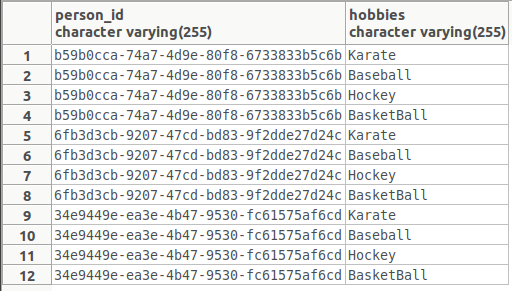 person_id hobbies
character varying(255) character varying(255)
1 b59b0cca-74a7-4d9e-80f8-6733833b5c6b Karate
2 b59b0cca-74a7-4d9e-80f8-6733833b5c6b Baseball
3 b59b0cca-74a7-4d9e-80f8-6733833b5c6b Hockey
4 b59b0cca-74a7-4d9e-80f8-6733833b5c6b BasketBall
5 6fb3d3cb-9207-47cd-bd83-9f2dde27d24c Karate
6 6fb3d3cb-9207-47cd-bd83-9f2dde27d24c Baseball
7 6fb3d3cb-9207-47cd-bd83-9f2dde27d24c Hockey
8 6fb3d3cb-9207-47cd-bd83-9f2dde27d24c BasketBall
9 34e9449e-ea3e-4b47-9530-fc61575af6cd Karate
10 34e9449e-ea3e-4b47-9530-fc61575af6cd Baseball
11 34e9449e-ea3e-4b47-9530-fc61575af6cd Hockey
12 34e9449e-ea3e-4b47-9530-fc61575af6cd BasketBall